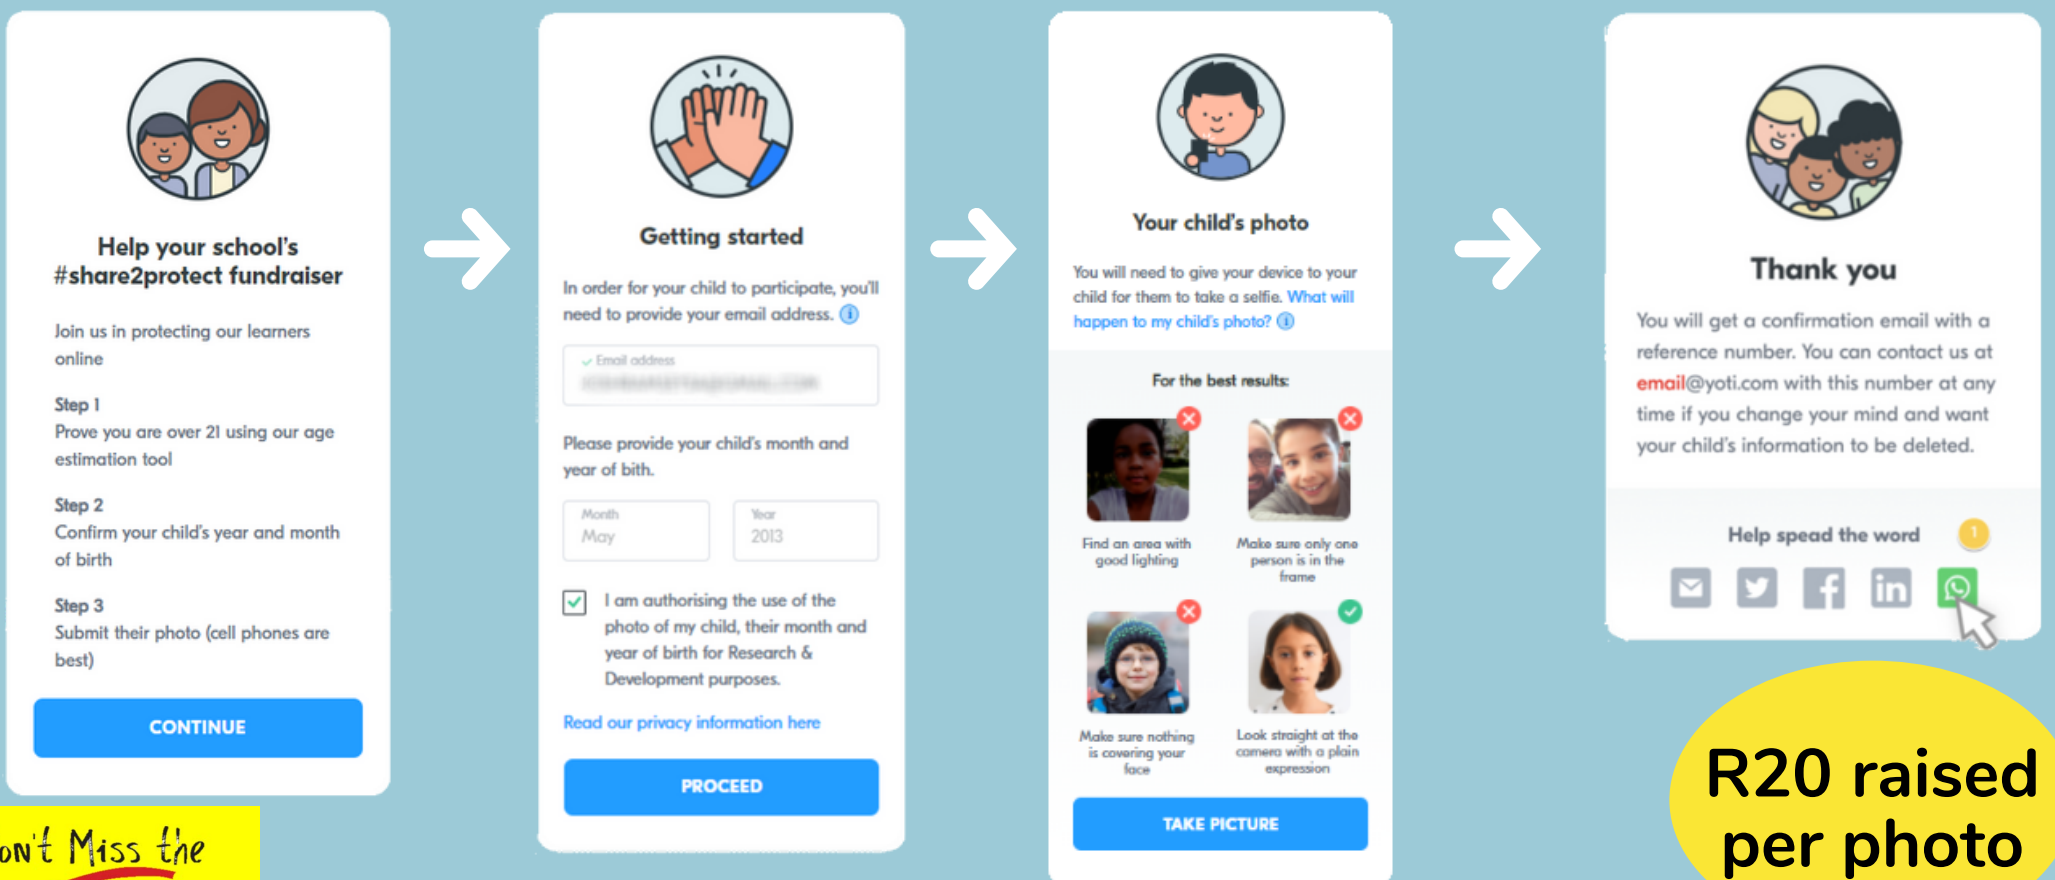 Help your school's
#share2protect fundraiser
Join us in protecting our learners
online
Step 1
Prove you are over 21 using our age
estimation tool
Step 2
Confirm your child's year and month
of birth
Step 3
Submit their photo (cell phones are
best)
CONTINUE
Getting started
In order for your child to participate, you'll
need to provide your email address.
Email address
Please provide your child's month and
year of bith.
Month
May
Year
2013
I am authorising the use of the
photo of my child, their month and
year of birth for Research &
Development purposes.
Read our privacy information here
PROCEED
Your child's photo
You will need to give your device to your
child for them to take a selfie. What will
happen to my child's photo?
For the best results:
Find an area with
good lighting
Make sure only one
person is in the
frame
Make sure nothing
is covering your
face
Look straight at the
camera with a plain
expression
TAKE PICTURE
Thank you
You will get a confirmation email with a
reference number. You can contact us at
email@yoti.com with this number at any
time if you change your mind and want
your child's information to be deleted.
Help spead the word
1
R20 raised
per photo
on't Miss the